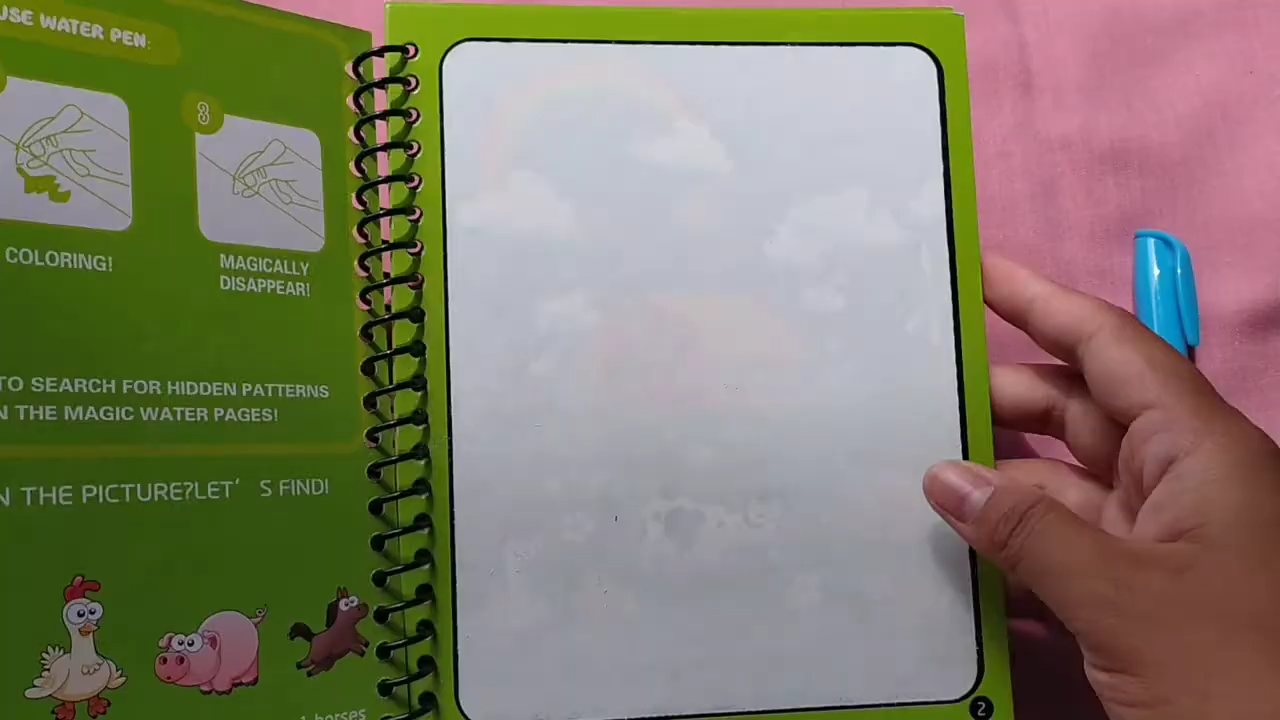 USE WATER PEN:
3
COLORING!
MAGICALLY
DISAPPEAR!
TO SEARCH FOR HIDDEN PATTERNS
THE MAGIC WATER PAGES!
THE PICTURE?LET'S FIND!
horses
2